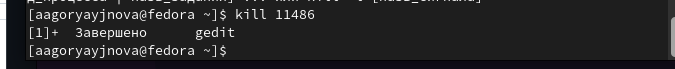 [aagoryayjnova@fedora ~]$ kill 11486
[1]+  Завершено      gedit
[aagoryayjnova@fedora ~]$